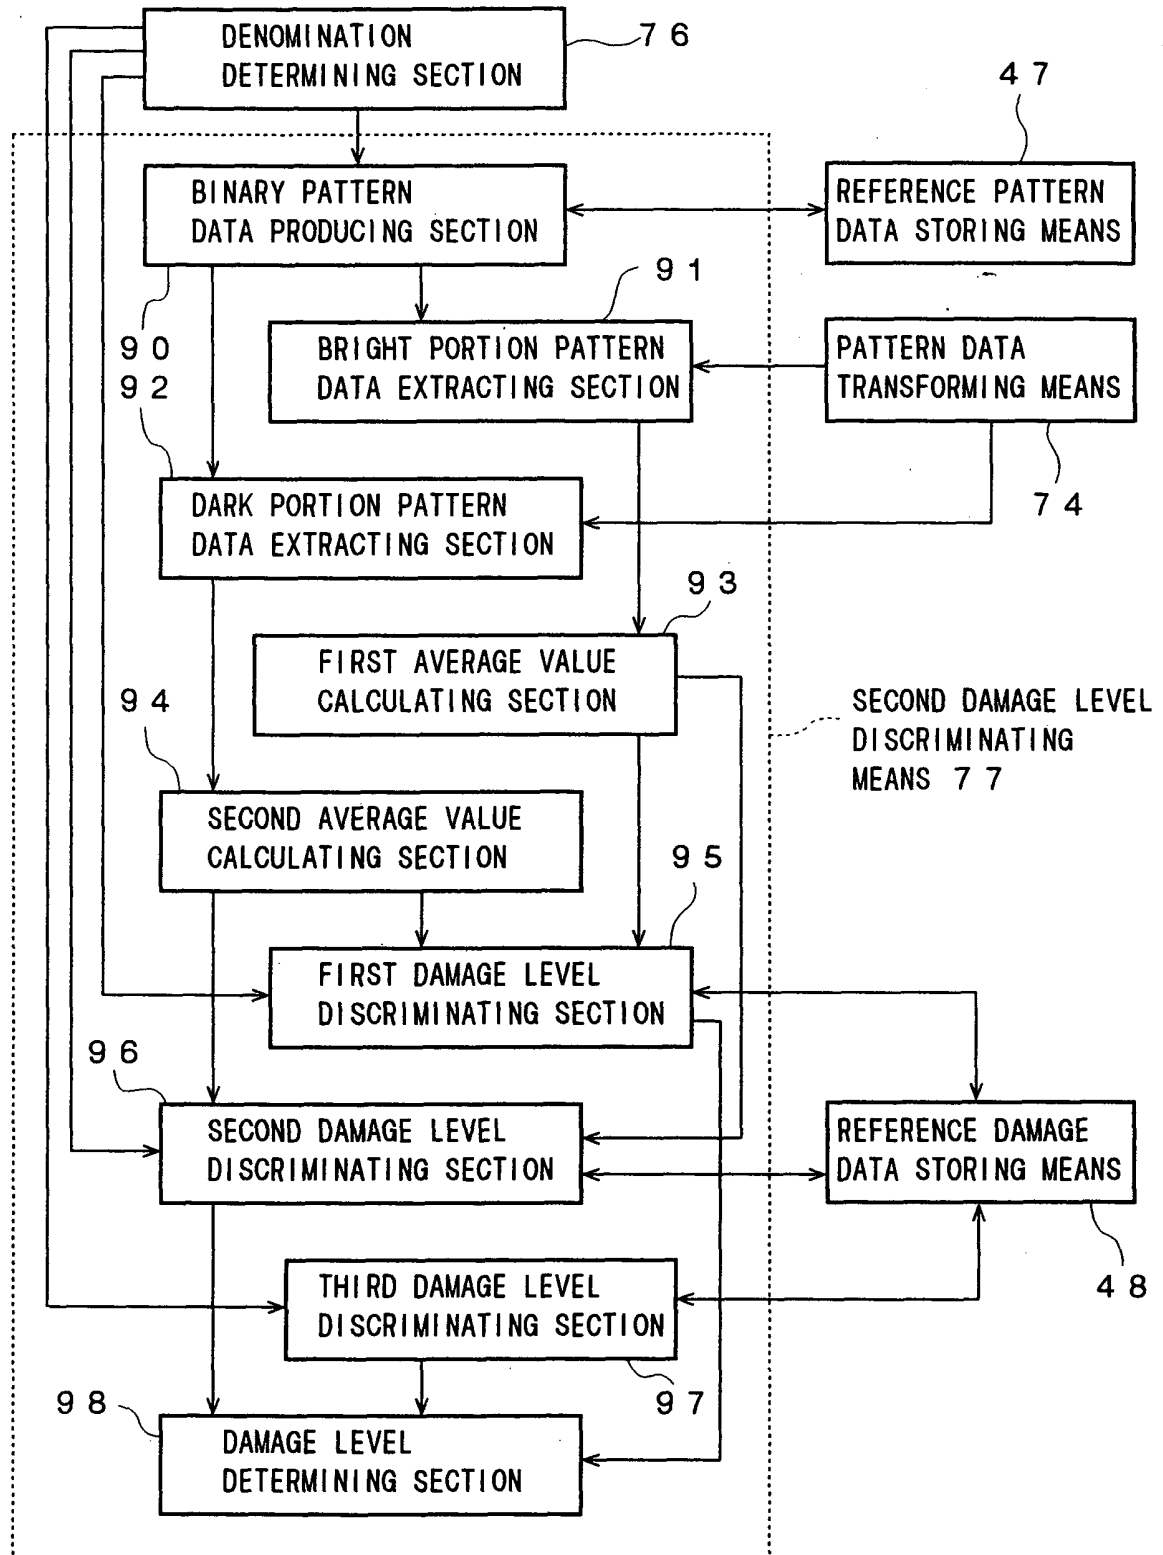 DENOMINATION
DETERMINING SECTION
76
47
BINARY PATTERN
DATA PRODUCING SECTION
REFERENCE PATTERN
DATA STORING MEANS
91
90
BRIGHT PORTION PATTERN
DATA EXTRACTING SECTION
PATTERN DATA
TRANSFORMING MEANS
92
74
DARK PORTION PATTERN
DATA EXTRACTING SECTION
93
FIRST AVERAGE VALUE
CALCULATING SECTION
94
SECOND DAMAGE LEVEL
DISCRIMINATING
MEANS 77
SECOND AVERAGE VALUE
CALCULATING SECTION
95
FIRST DAMAGE LEVEL
DISCRIMINATING SECTION
96
SECOND DAMAGE LEVEL
DISCRIMINATING SECTION
REFERENCE DAMAGE
DATA STORING MEANS
48
THIRD DAMAGE LEVEL
DISCRIMINATING SECTION
97
98
DAMAGE LEVEL
DETERMINING SECTION